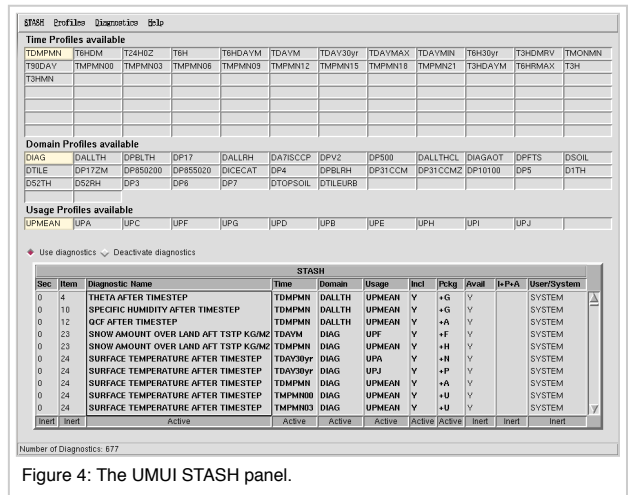 STASH Profiles Diagnostics Help
Time Profiles available
TDMPMN T6HDM T24H0Z T6H T6HDAYM TDAYM TDAY30yr TDAYMAX TDAYMIN T6H30yr T3HDMRV TMONMN
T90DAY TMPMN00 TMPMN03 TMPMN06 TMPMN09 TMPMN12 TMPMN15 TMPMN18 TMPMN21 T3HDAYM T6HRMAX T3H
T3HMN
Domain Profiles available
DIAG DALLTH DPBLTH DP17 DALLRH DA7ISCCP DPV2 DP500 DALLTHCL DIAGAOT DPFTS DSOIL
DTILE DP17ZM DP850200 DP855020 DICECAT DP4 DPBLRH DP31CCM DP31CCMZ DP10100 DP5 D1TH
D52TH D52RH DP3 DP6 DP7 DTOPSOIL DTILEURB
Usage Profiles available
UPMEAN UPA UPC UPF UPG UPD UPB UPE UPH UPI UPJ
Use diagnostics Deactivate diagnostics
STASH
Sec Item Diagnostic Name Time Domain Usage Incl Pckg Avail I+P+A User/System
0 4 THETA AFTER TIMESTEP TDMPMN DALLTH UPMEAN Y +G Y SYSTEM
0 10 SPECIFIC HUMIDITY AFTER TIMESTEP TDMPMN DALLTH UPMEAN Y +G Y SYSTEM
0 12 QCF AFTER TIMESTEP TDMPMN DALLTH UPMEAN Y +A Y SYSTEM
0 23 SNOW AMOUNT OVER LAND AFT TSTP KG/M2 TDAYM DIAG UPF Y +F Y SYSTEM
0 23 SNOW AMOUNT OVER LAND AFT TSTP KG/M2 TDMPMN DIAG UPMEAN Y +H Y SYSTEM
0 24 SURFACE TEMPERATURE AFTER TIMESTEP TDAY30yr DIAG UPA Y +N Y SYSTEM
0 24 SURFACE TEMPERATURE AFTER TIMESTEP TDAY30yr DIAG UPJ Y +P Y SYSTEM
0 24 SURFACE TEMPERATURE AFTER TIMESTEP TDMPMN DIAG UPMEAN Y +A Y SYSTEM
0 24 SURFACE TEMPERATURE AFTER TIMESTEP TMPMN00 DIAG UPMEAN Y +U Y SYSTEM
0 24 SURFACE TEMPERATURE AFTER TIMESTEP TMPMN03 DIAG UPMEAN Y +U Y SYSTEM
Inert Inert Active Active Active Active Active Active Inert Inert Inert
Number of Diagnostics: 677
Figure 4: The UMUI STASH panel.